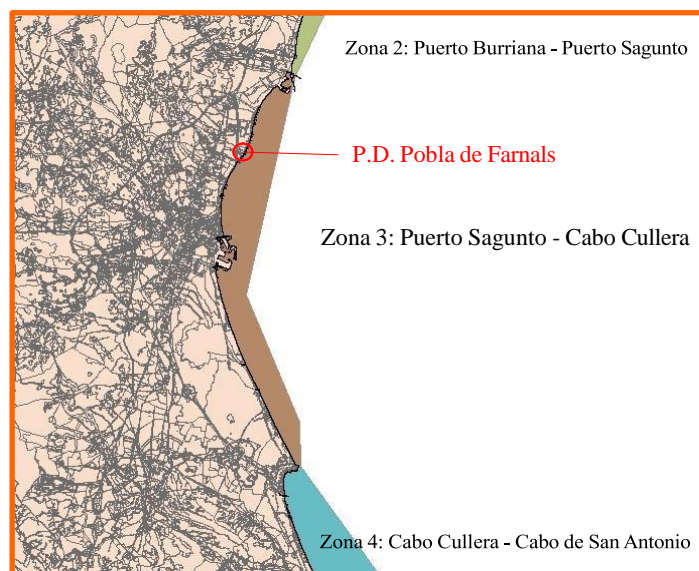 Zona 2: Puerto Burriana - Puerto Sagunto
P.D. Pobla de Farnals
Zona 3: Puerto Sagunto - Cabo Cullera
Zona 4: Cabo Cullera - Cabo de San Antonio